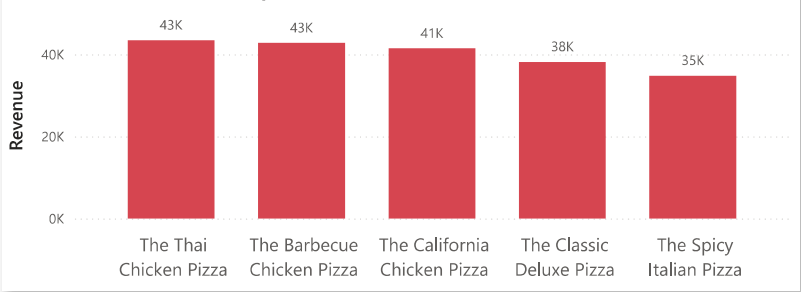 43K
43K
41K
38K
35K
40K
20K
0K
Revenue
The Thai
Chicken Pizza
The Barbecue
Chicken Pizza
The California
Chicken Pizza
The Classic
Deluxe Pizza
The Spicy
Italian Pizza